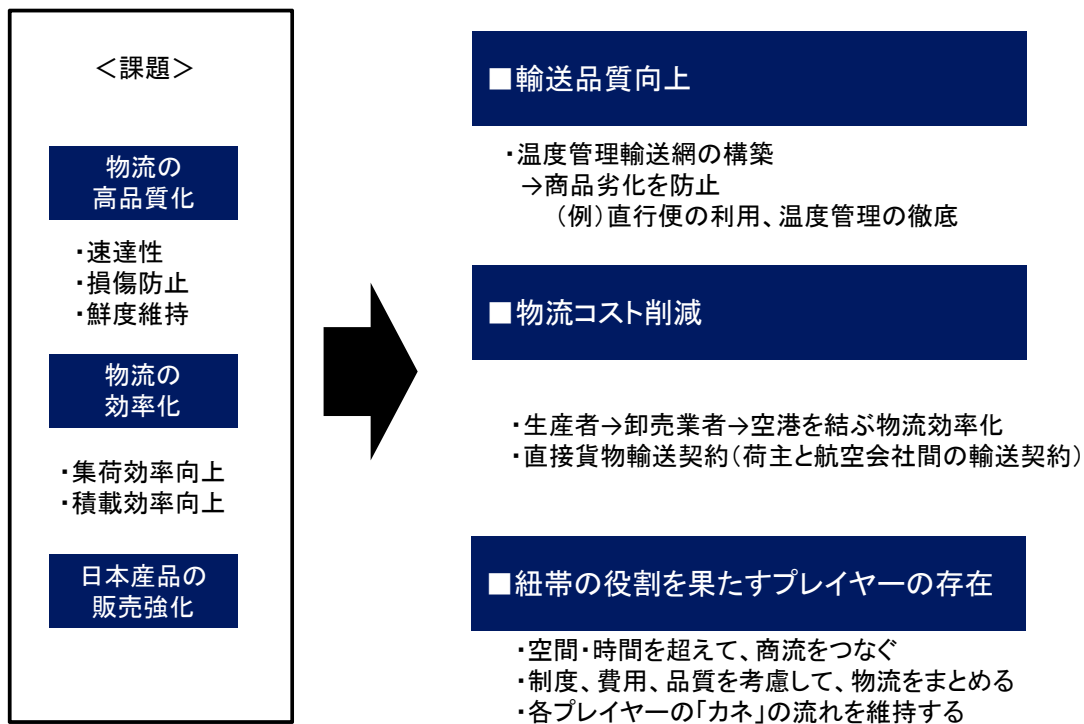 ＜課題＞
物流の
高品質化
・速達性
・損傷防止
・鮮度維持
物流の
効率化
・集荷効率向上
・積載効率向上
日本産品の
販売強化
■輸送品質向上
・温度管理輸送網の構築
→商品劣化を防止
（例）直行便の利用、温度管理の徹底
■物流コスト削減
・生産者→卸売業者→空港を結ぶ物流効率化
・直接貨物輸送契約（荷主と航空会社間の輸送契約）
■紐帯の役割を果たすプレイヤーの存在
・空間・時間を超えて、商流をつなぐ
・制度、費用、品質を考慮して、物流をまとめる
・各プレイヤーの「カネ」の流れを維持する